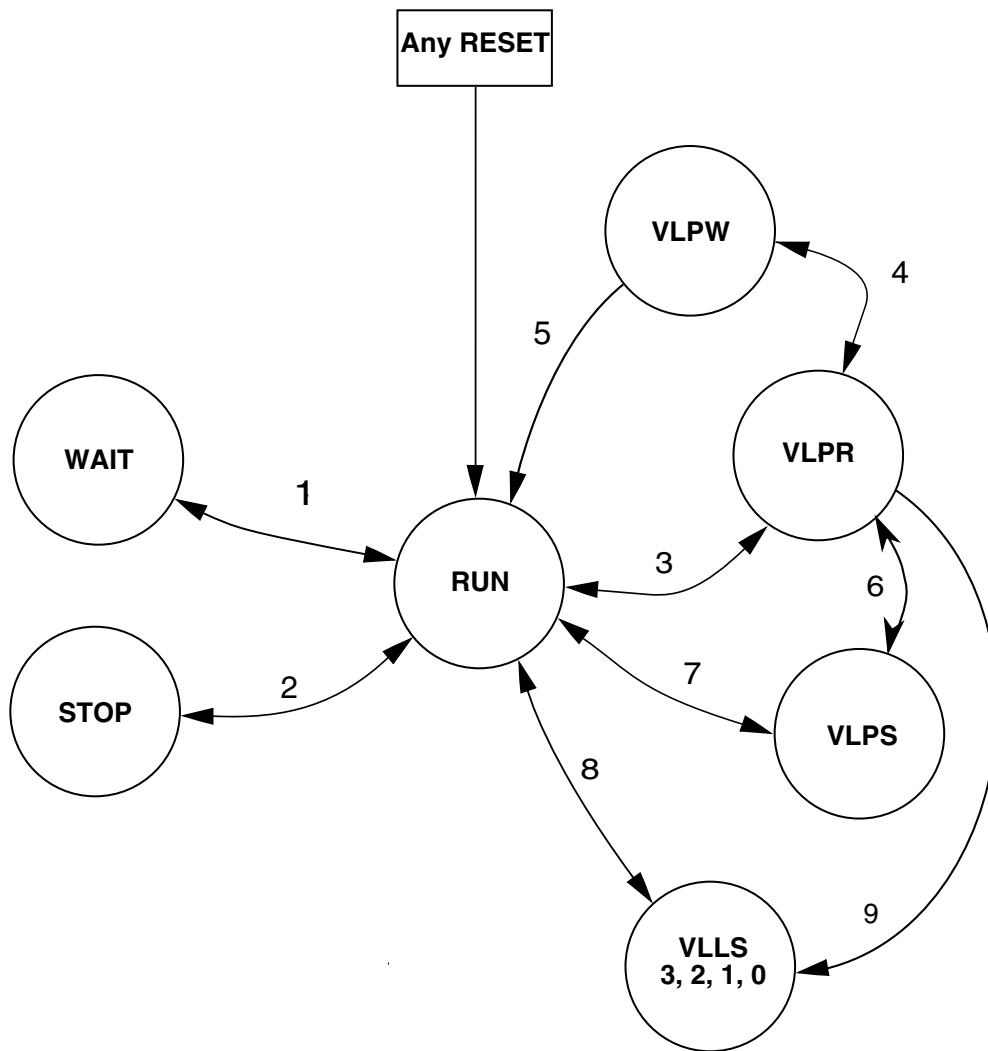 Any RESET
VLPW
4
5
VLPR
WAIT
1
3
RUN
6
2
7
STOP
VLPS
8
9
VLLS
3, 2, 1, 0